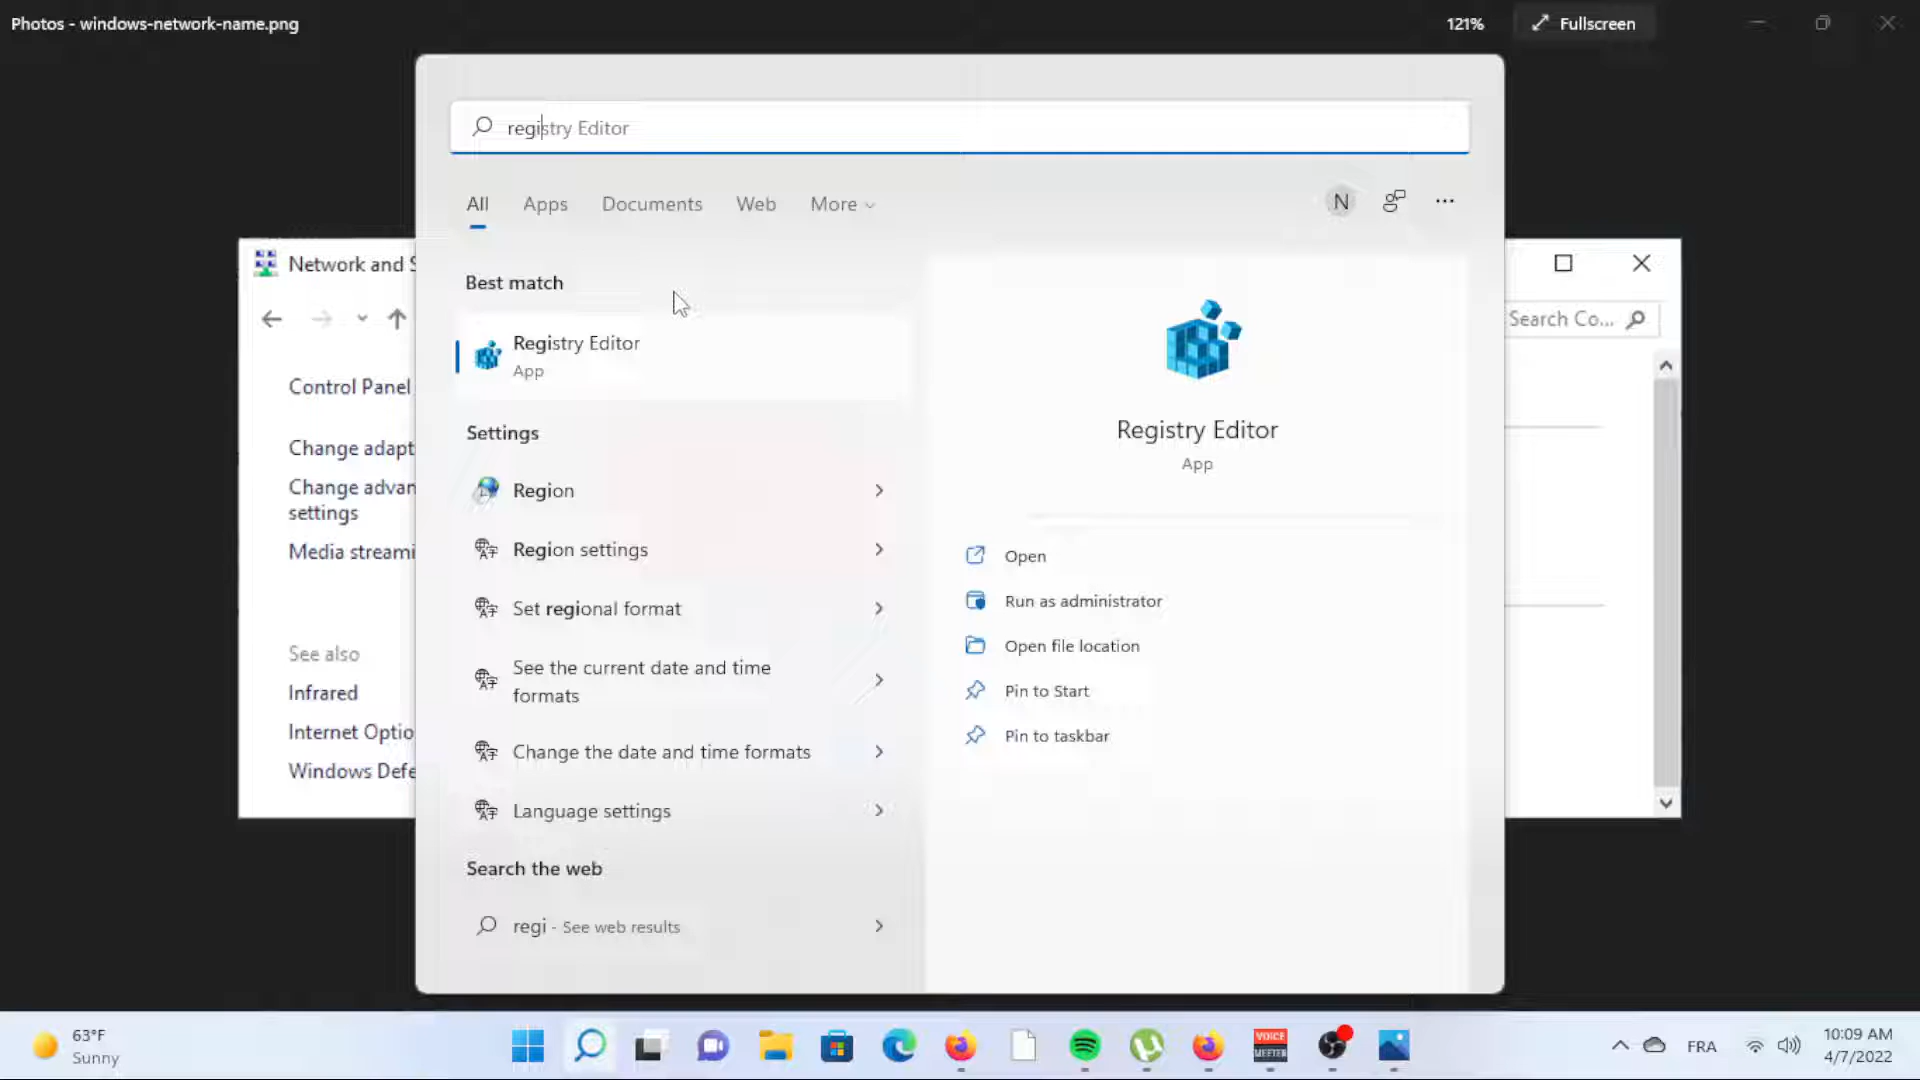 Photos - windows-network-name.png
121%
Fullscreen
registry Editor
All
Apps
Documents
Web
More
N
Network and S
Best match
Search Co...
Registry Editor
App
Control Panel
Registry Editor
App
Settings
Change adapt
Change advan
settings
Media streami
Region
Region settings
Set regional format
See the current date and time
formats
Change the date and time formats
Language settings
Open
Run as administrator
Open file location
Pin to Start
Pin to taskbar
See also
Infrared
Internet Optio
Windows Defe
Search the web
regi - See web results
63°F
Sunny
VOICE
MEETER
FRA
10:09 AM
4/7/2022